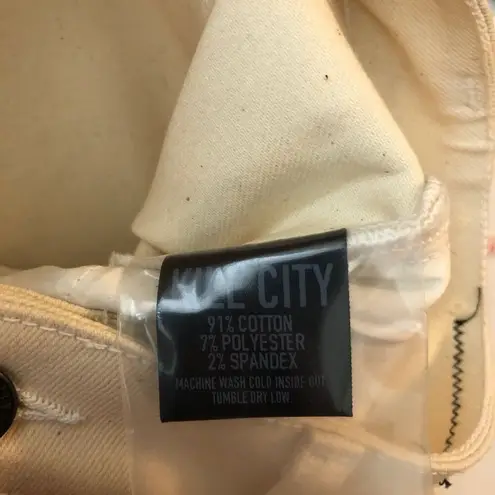 KILL CITY
91% COTTON
7% POLYESTER
2% SPANDEX
MACHINE WASH COLD INSIDE OUT
TUMBLE DRY LOW